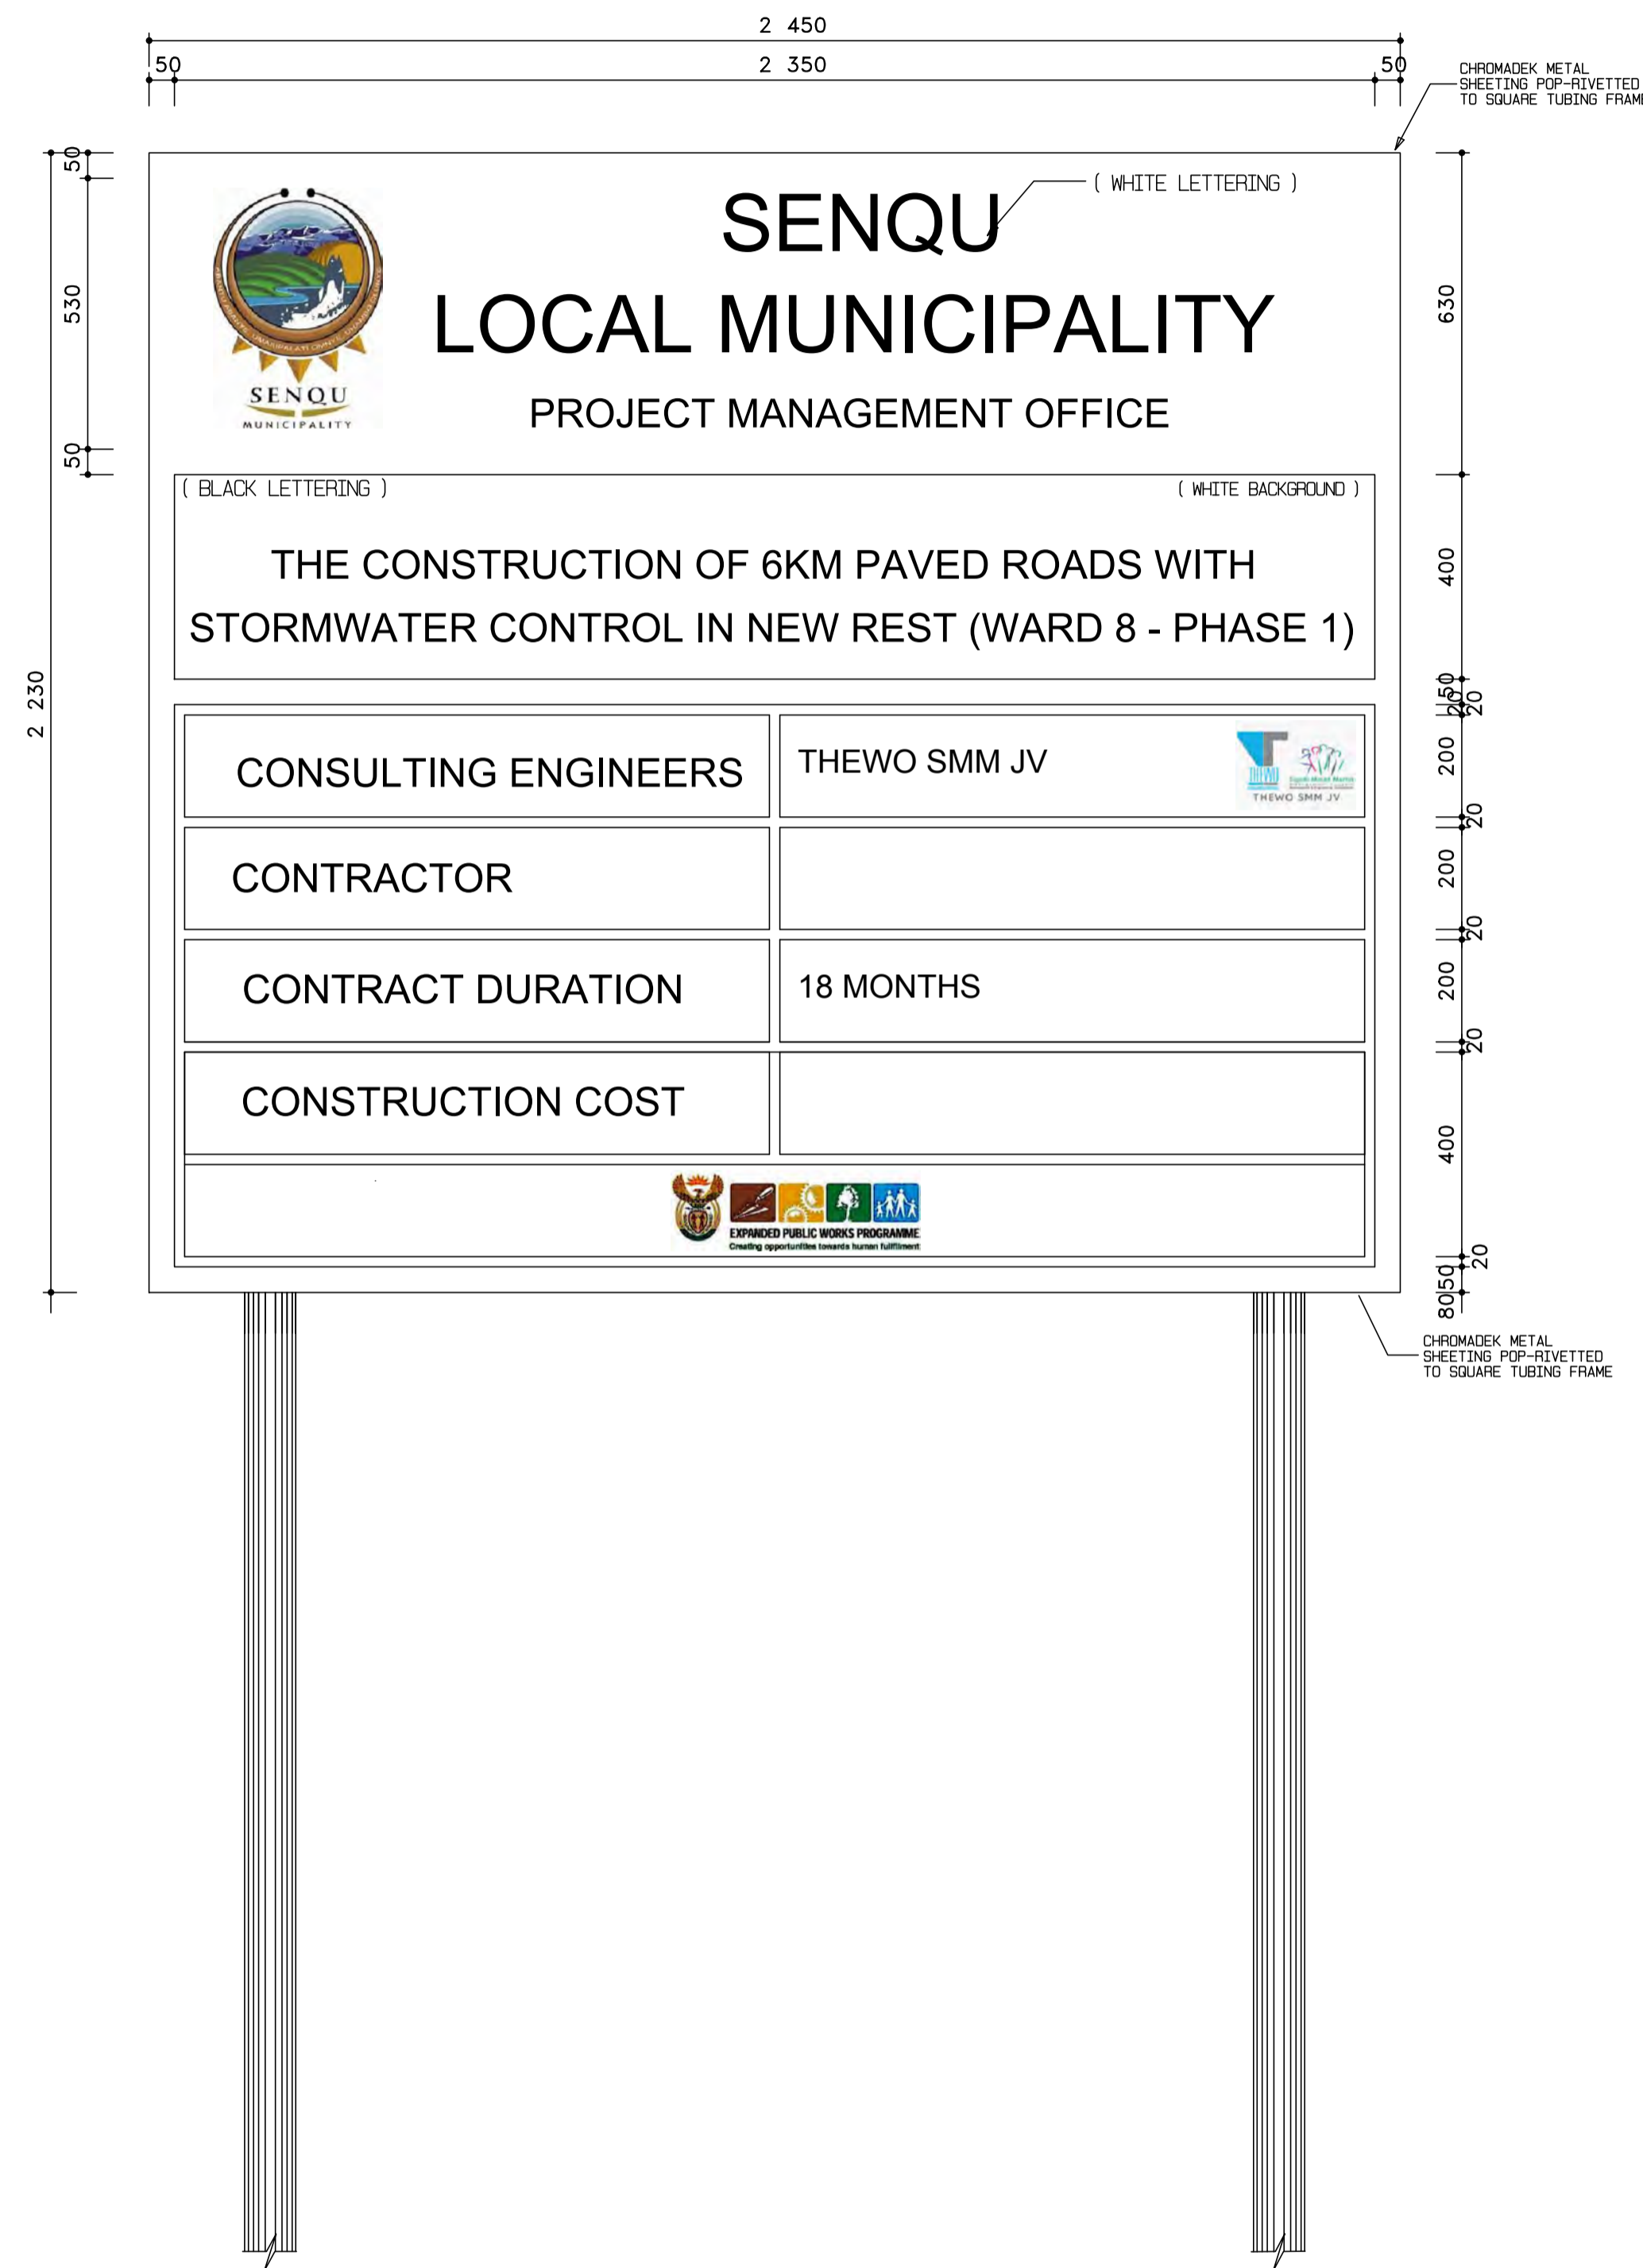 2 450
50
2 350
50
CHROMADEK METAL
SHEETING POP-RIVETTED
TO SQUARE TUBING FRAME
50
530
50
2 230
( WHITE LETTERING )
SENQU
LOCAL MUNICIPALITY
PROJECT MANAGEMENT OFFICE
SENQU
MUNICIPALITY
( BLACK LETTERING )
( WHITE BACKGROUND )
THE CONSTRUCTION OF 6KM PAVED ROADS WITH
STORMWATER CONTROL IN NEW REST (WARD 8 - PHASE 1)
CONSULTING ENGINEERS
THEWO SMM JV
THEWO
THEWO SMM JV
CONTRACTOR
CONTRACT DURATION
18 MONTHS
CONSTRUCTION COST
EXPANDED PUBLIC WORKS PROGRAMME
Creating opportunities towards human fulfilment
630
400
50
20
20
200
20
200
20
200
20
400
20
50
80
CHROMADEK METAL
SHEETING POP-RIVETTED
TO SQUARE TUBING FRAME